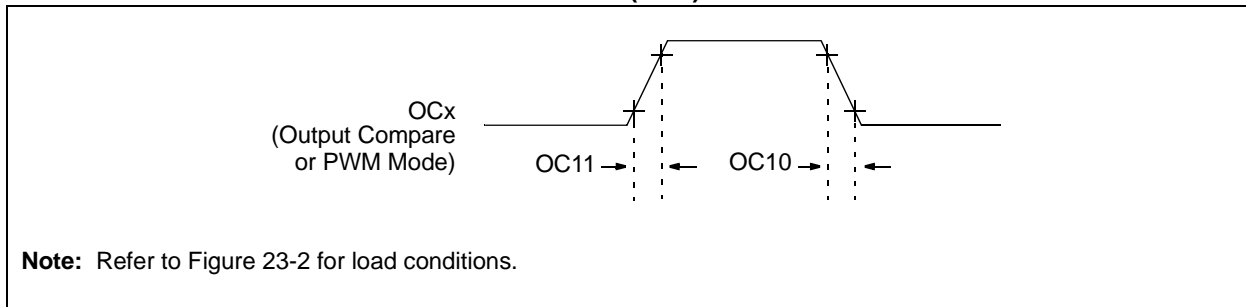 OCx
(Output Compare
or PWM Mode)
OC11
OC10
Note: Refer to Figure 23-2 for load conditions.